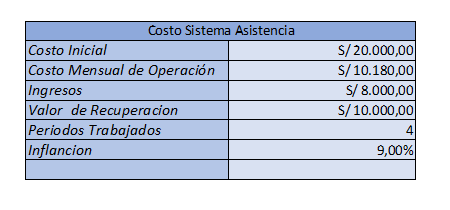 Costo Sistema Asistencia
Costo Inicial S/ 20.000,00
Costo Mensual de Operación S/ 10.180,00
Ingresos S/ 8.000,00
Valor de Recuperacion S/ 10.000,00
Periodos Trabajados 4
Inflancion 9,00%